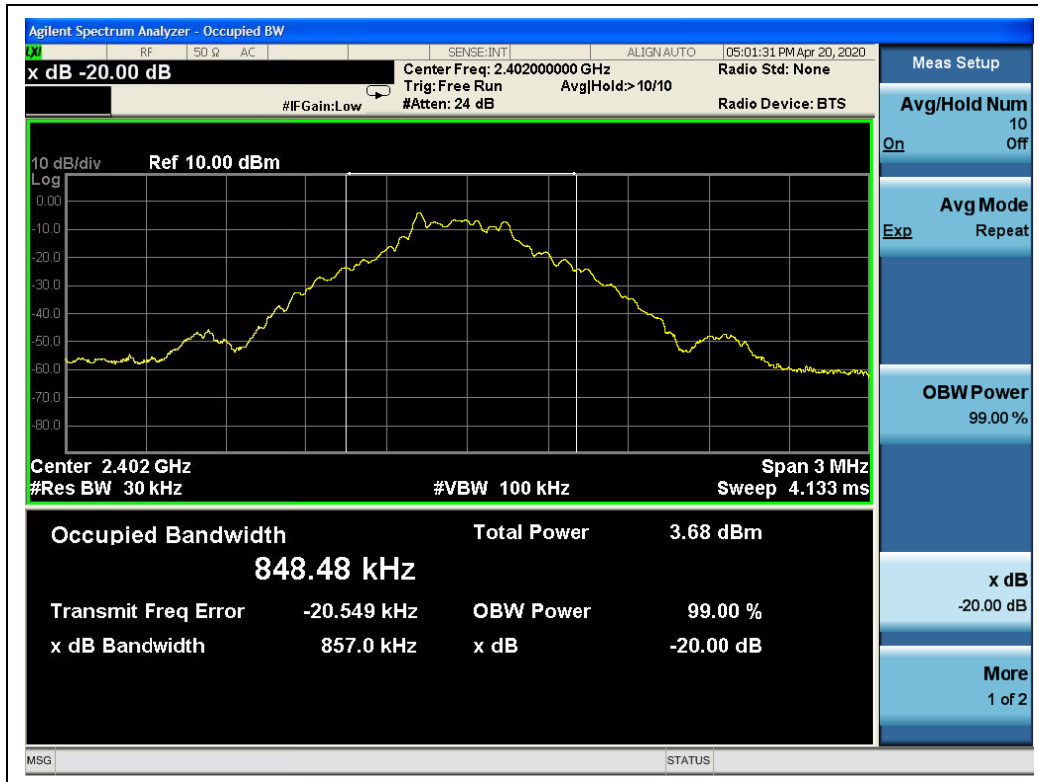 Agilent Spectrum Analyzer - Occupied BW
LXI RF 50 Ω AC SENSE:INT ALIGN AUTO 05:01:31 PM Apr 20, 2020
x dB -20.00 dB
Center Freq: 2.402000000 GHz
Radio Std: None
Trig: Free Run Avg|Hold:> 10/10
#IFGain:Low #Atten: 24 dB Radio Device: BTS
10 dB/div Ref 10.00 dBm
Log
0.00
-10.0
-20.0
-30.0
-40.0
-50.0
-60.0
-70.0
-80.0
Center 2.402 GHz Span 3 MHz
#Res BW 30 kHz #VBW 100 kHz Sweep 4.133 ms
Occupied Bandwidth Total Power 3.68 dBm
848.48 kHz
Transmit Freq Error -20.549 kHz OBW Power 99.00 %
x dB Bandwidth 857.0 kHz x dB -20.00 dB
MSG STATUS
Meas Setup
Avg/Hold Num
10
On Off
Avg Mode
Exp Repeat
OBW Power
99.00 %
x dB
-20.00 dB
More
1 of 2